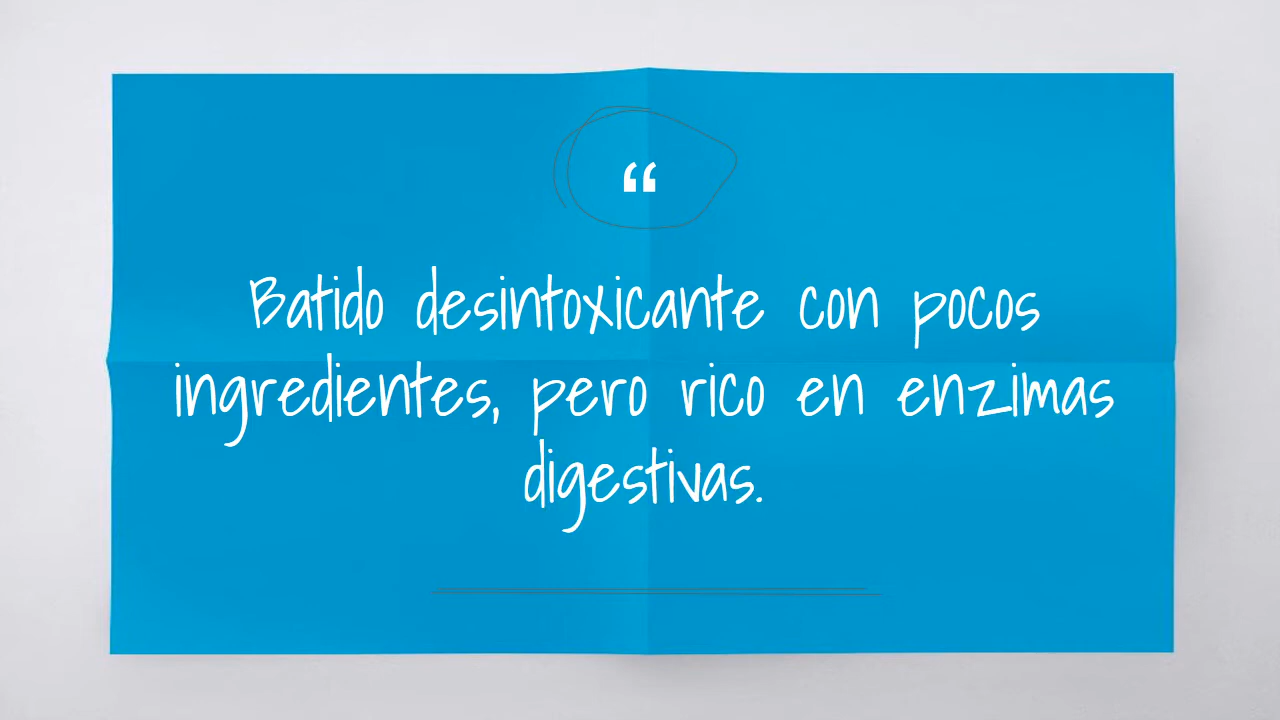 “
Batido desintoxicante con pocos
ingredientes, pero rico en enzimas
digestivas.